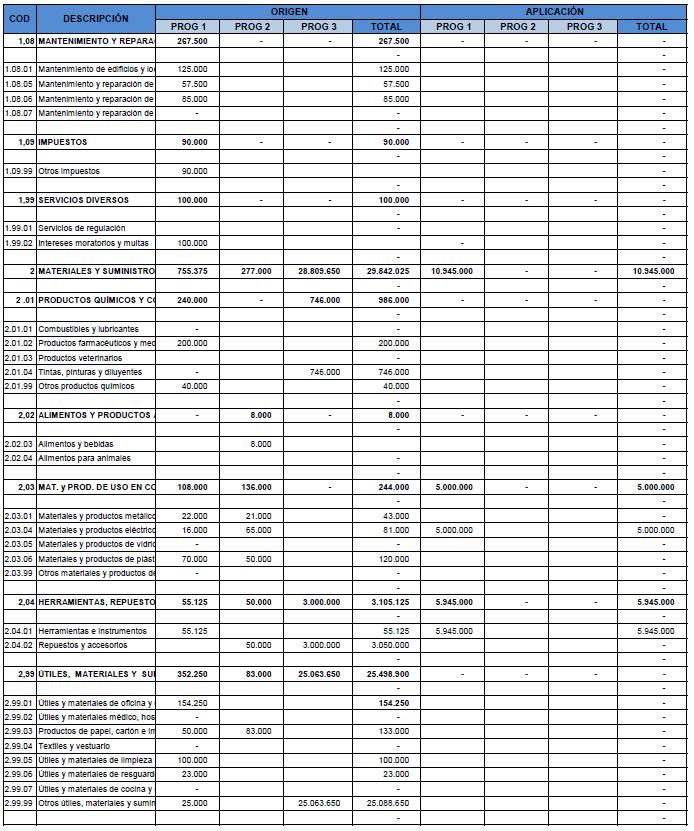 COD DESCRIPCIÓN ORIGEN APLICACIÓN
PROG 1 PROG 2 PROG 3 TOTAL PROG 1 PROG 2 PROG 3 TOTAL
1,08 MANTENIMIENTO Y REPARA 267.500 - - 267.500 - - - -
- -
1.08.01 Mantenimiento de edificios y lo 125.000 125.000 -
1.08.05 Mantenimiento y reparación de 57.500 57.500 -
1.08.06 Mantenimiento y reparación de 85.000 85.000 -
1.08.07 Mantenimiento y reparación de - - -
- -
1,09 IMPUESTOS 90.000 - - 90.000 - - - -
- -
1.09.99 Otros impuestos 90.000 -
- -
1,99 SERVICIOS DIVERSOS 100.000 - - 100.000 - - - -
- -
1.99.01 Servicios de regulación -
1.99.02 Intereses moratorios y multas 100.000 - -
- -
2 MATERIALES Y SUMINISTRO 755.375 277.000 28.809.650 29.842.025 10.945.000 - - 10.945.000
- -
2 .01 PRODUCTOS QUÍMICOS Y CO 240.000 - 746.000 986.000 - - - -
- -
2.01.01 Combustibles y lubricantes - - -
2.01.02 Productos farmacéuticos y med 200.000 200.000 -
2.01.03 Productos veterinarios - -
2.01.04 Tintas, pinturas y diluyentes - 746.000 746.000 -
2.01.99 Otros productos químicos 40.000 40.000 -
- -
2,02 ALIMENTOS Y PRODUCTOS - 8.000 - 8.000 - - - -
- -
2.02.03 Alimentos y bebidas 8.000 -
2.02.04 Alimentos para animales - -
- -
2,03 MAT. y PROD. DE USO EN CO 108.000 136.000 - 244.000 5.000.000 - - 5.000.000
- -
2.03.01 Materiales y productos metálico 22.000 21.000 43.000 -
2.03.04 Materiales y productos eléctrico 16.000 65.000 81.000 5.000.000 5.000.000
2.03.05 Materiales y productos de vidrio - - -
2.03.06 Materiales y productos de plást 70.000 50.000 120.000 -
2.03.99 Otros materiales y productos de - - -
- -
2,04 HERRAMIENTAS, REPUESTO 55.125 50.000 3.000.000 3.105.125 5.945.000 - - 5.945.000
- -
2.04.01 Herramientas e instrumentos 55.125 55.125 5.945.000 5.945.000
2.04.02 Repuestos y accesorios 50.000 3.000.000 3.050.000 -
- -
2,99 ÚTILES, MATERIALES Y SUI 352.250 83.000 25.063.650 25.498.900 - - - -
- -
2.99.01 Útiles y materiales de oficina y 154.250 154.250 -
2.99.02 Útiles y materiales médico, hos - - -
2.99.03 Productos de papel, cartón e im 50.000 83.000 133.000 -
2.99.04 Textiles y vestuario - - -
2.99.05 Útiles y materiales de limpieza 100.000 100.000 -
2.99.06 Útiles y materiales de resguard 23.000 23.000 -
2.99.07 Útiles y materiales de cocina y - - -
2.99.99 Otros útiles, materiales y sumin 25.000 25.063.650 25.088.650 -
- -